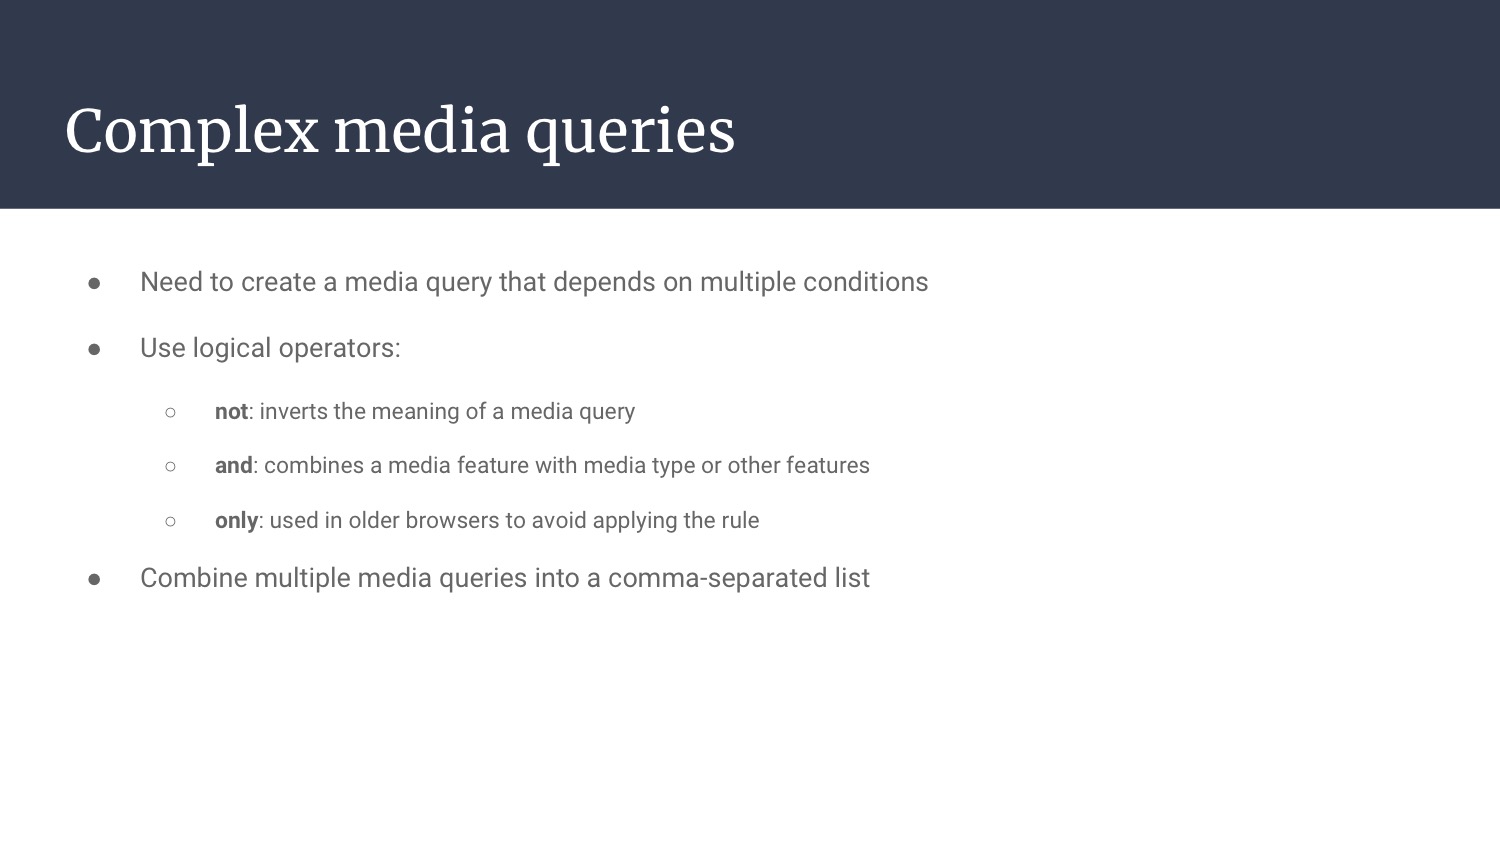 Complex media queries
● Need to create a media query that depends on multiple conditions
● Use logical operators:
○ not: inverts the meaning of a media query
○ and: combines a media feature with media type or other features
○ only: used in older browsers to avoid applying the rule
● Combine multiple media queries into a comma-separated list